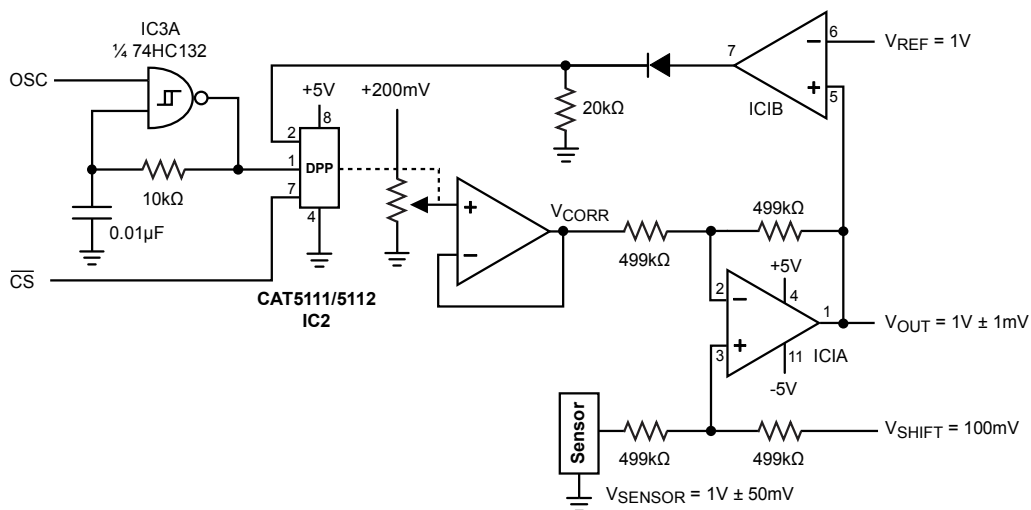 IC3A
¼ 74HC132
OSC
10kΩ
0.01µF
CS
+5V
8
2
1
7
4
DPP
CAT5111/5112
IC2
+200mV
+
−
VCORR
20kΩ
7
6
5
−
+
ICIB
VREF = 1V
499kΩ
499kΩ
+5V
4
2
3
−
+
1
11
-5V
ICIA
VOUT = 1V ± 1mV
Sensor
499kΩ
499kΩ
VSHIFT = 100mV
VSENSOR = 1V ± 50mV